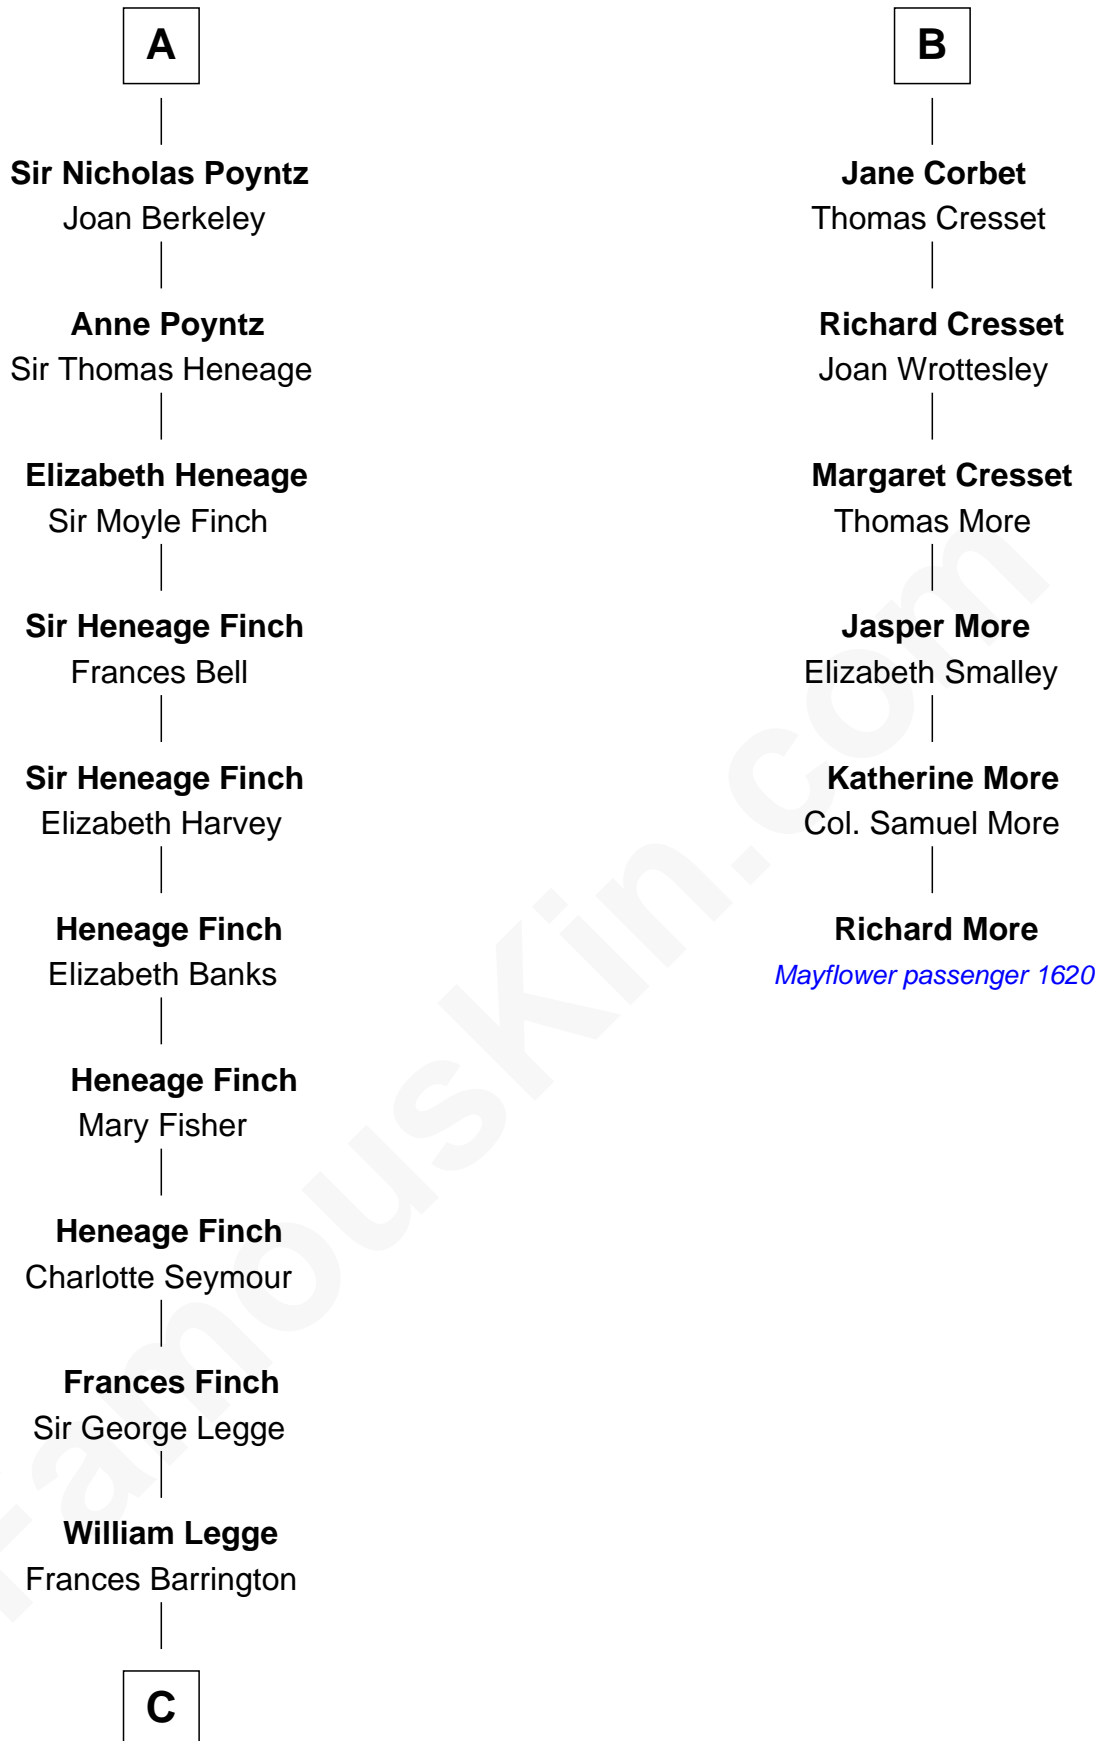 A
Sir Nicholas Poyntz
Joan Berkeley
Anne Poyntz
Sir Thomas Heneage
Elizabeth Heneage
Sir Moyle Finch
Sir Heneage Finch
Frances Bell
Sir Heneage Finch
Elizabeth Harvey
Heneage Finch
Elizabeth Banks
Heneage Finch
Mary Fisher
Heneage Finch
Charlotte Seymour
Frances Finch
Sir George Legge
William Legge
Frances Barrington
C
B
Jane Corbet
Thomas Cresset
Richard Cresset
Joan Wrottesley
Margaret Cresset
Thomas More
Jasper More
Elizabeth Smalley
Katherine More
Col. Samuel More
Richard More
Mayflower passenger 1620
FamousKin.com